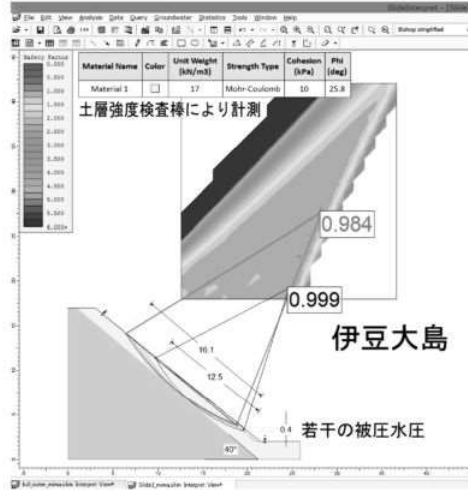 File Edit View Analysis Data Query Groundwater Statistics Tools Window Help
Bishop simplified
Safety Factor
0.000
0.500
1.000
1.500
2.000
2.500
3.000
3.500
4.000
4.500
5.000
5.500
6.000+
Material Name Color Unit Weight (kN/m3) Strength Type Cohesion (kPa) Phi (deg)
Material 1 17 Mohr-Coulomb 10 25.8
土層強度検査棒により計測
0.984
0.999
伊豆大島
16.1
12.5
0.4
若干の被圧水圧
40°